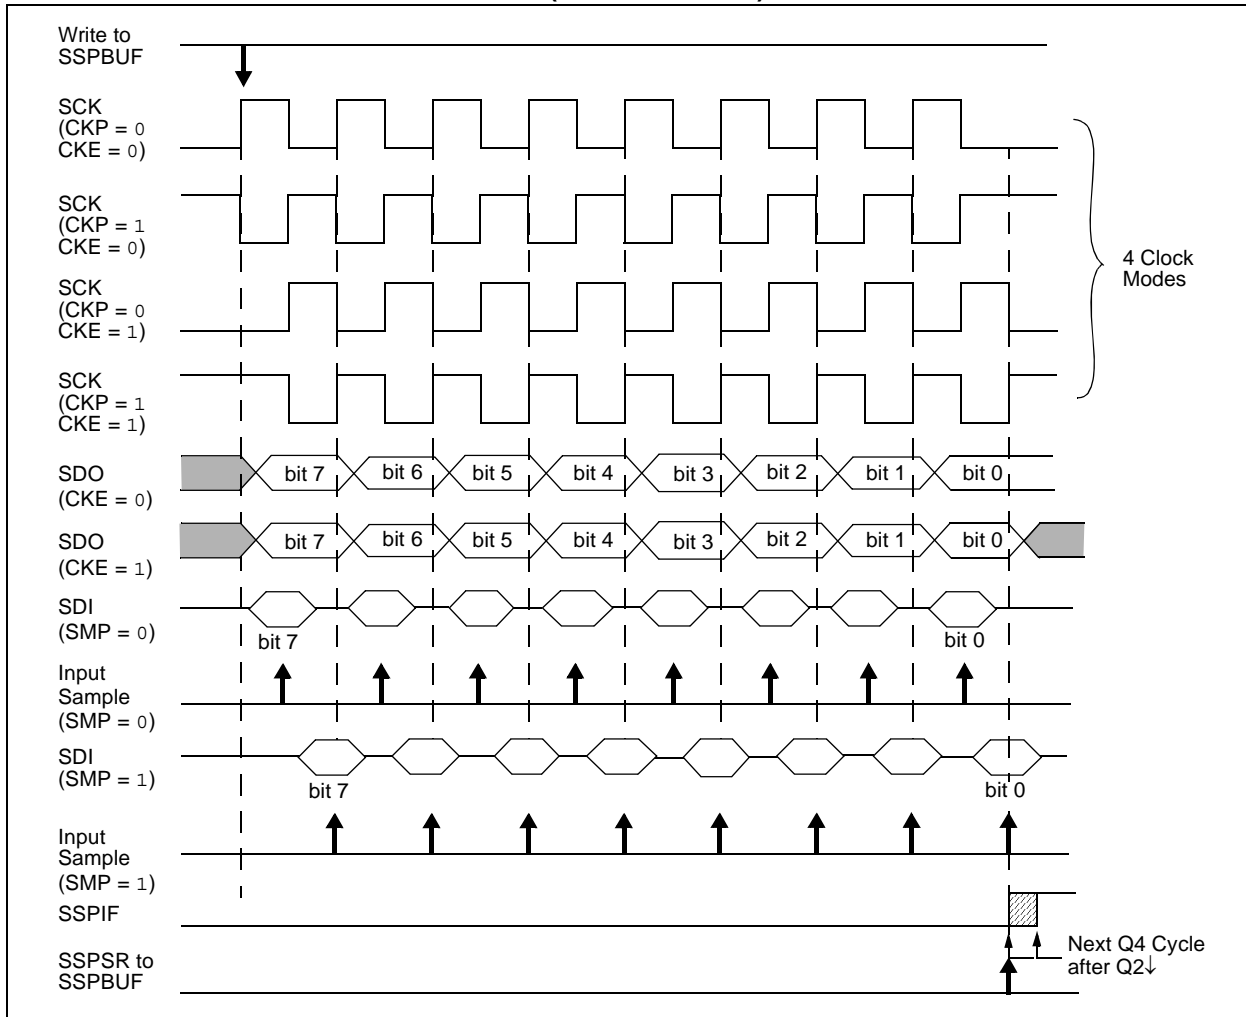 Write to
SSPBUF
SCK
(CKP = 0
CKE = 0)
SCK
(CKP = 1
CKE = 0)
SCK
(CKP = 0
CKE = 1)
SCK
(CKP = 1
CKE = 1)
4 Clock
Modes
SDO
(CKE = 0)
bit 7 bit 6 bit 5 bit 4 bit 3 bit 2 bit 1 bit 0
SDO
(CKE = 1)
bit 7 bit 6 bit 5 bit 4 bit 3 bit 2 bit 1 bit 0
SDI
(SMP = 0)
bit 7 bit 0
Input
Sample
(SMP = 0)
SDI
(SMP = 1)
bit 7 bit 0
Input
Sample
(SMP = 1)
SSPIF
Next Q4 Cycle
after Q2↓
SSPSR to
SSPBUF